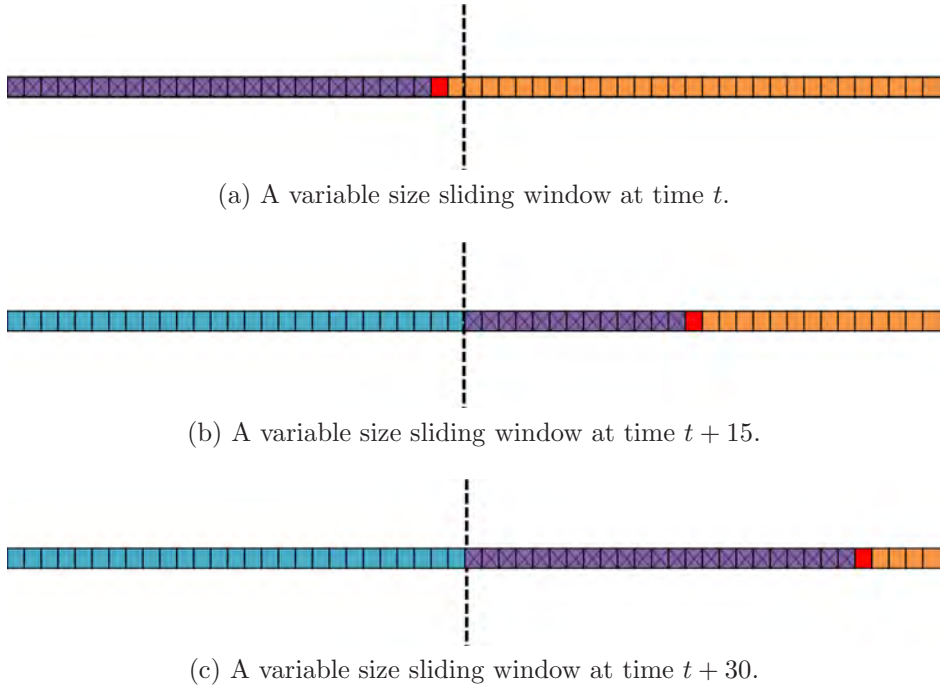 (a) A variable size sliding window at time t.
(b) A variable size sliding window at time t + 15.
(c) A variable size sliding window at time t + 30.